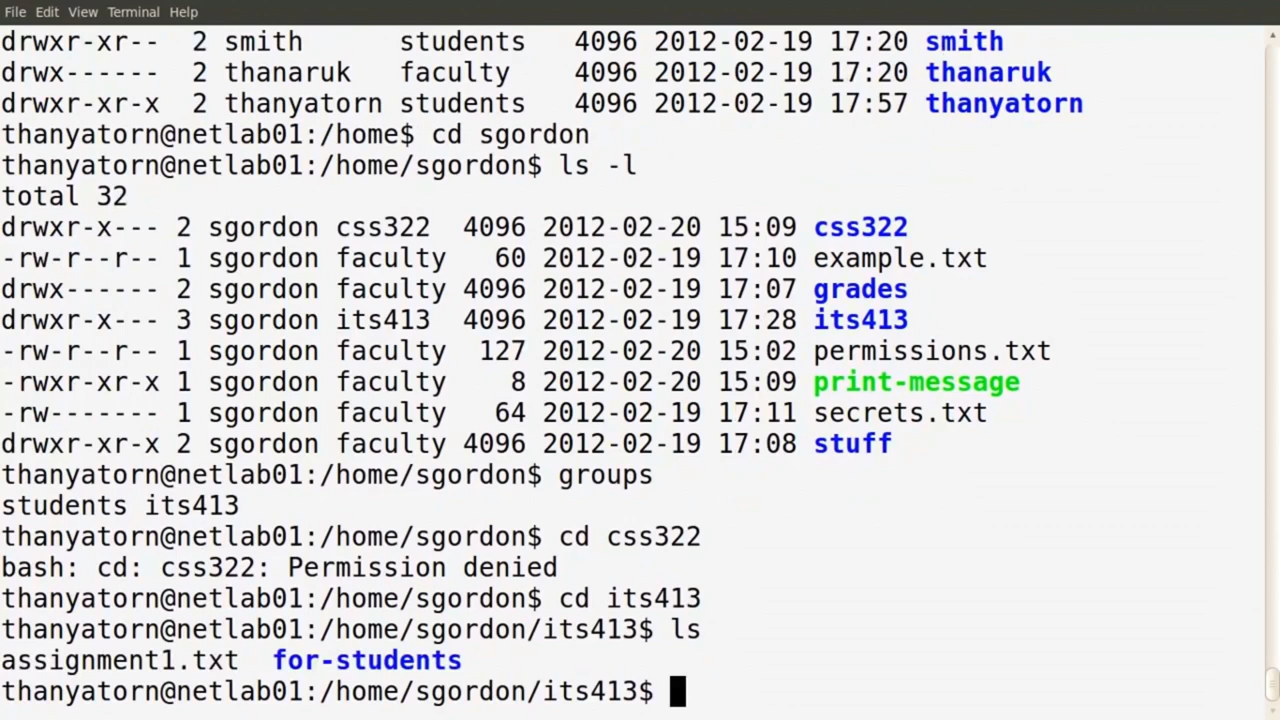 File Edit View Terminal Help
drwxr-xr-- 2 smith students 4096 2012-02-19 17:20 smith
drwx------ 2 thanaruk faculty 4096 2012-02-19 17:20 thanaruk
drwxr-xr-x 2 thanyatorn students 4096 2012-02-19 17:57 thanyatorn
thanyatorn@netlab01:/home$ cd sgordon
thanyatorn@netlab01:/home/sgordon$ ls -l
total 32
drwxr-x--- 2 sgordon css322 4096 2012-02-20 15:09 css322
-rw-r--r-- 1 sgordon faculty 60 2012-02-19 17:10 example.txt
drwx------ 2 sgordon faculty 4096 2012-02-19 17:07 grades
drwxr-x--- 3 sgordon its413 4096 2012-02-19 17:28 its413
-rw-r--r-- 1 sgordon faculty 127 2012-02-20 15:02 permissions.txt
-rwxr-xr-x 1 sgordon faculty 8 2012-02-20 15:09 print-message
-rw------- 1 sgordon faculty 64 2012-02-19 17:11 secrets.txt
drwxr-xr-x 2 sgordon faculty 4096 2012-02-19 17:08 stuff
thanyatorn@netlab01:/home/sgordon$ groups
students its413
thanyatorn@netlab01:/home/sgordon$ cd css322
bash: cd: css322: Permission denied
thanyatorn@netlab01:/home/sgordon$ cd its413
thanyatorn@netlab01:/home/sgordon/its413$ ls
assignment1.txt for-students
thanyatorn@netlab01:/home/sgordon/its413$